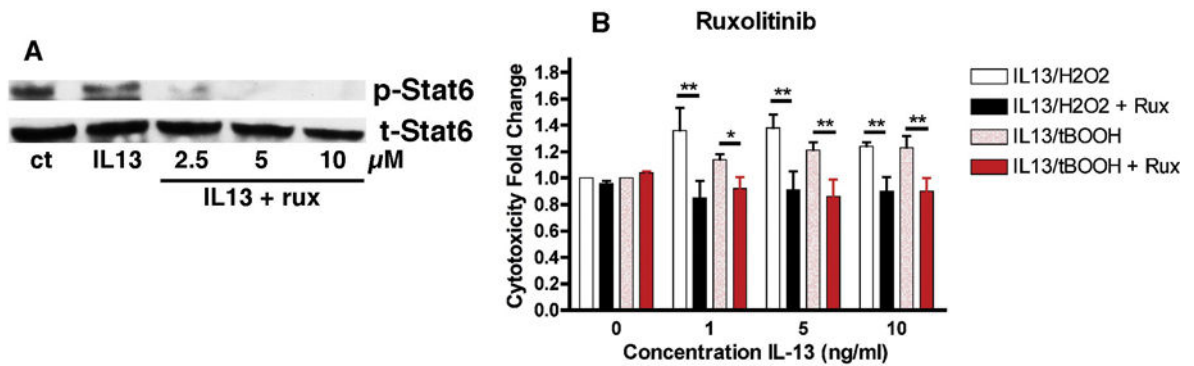 A
p-Stat6
t-Stat6
ct IL13 2.5 5 10 μM
IL13 + rux
B Ruxolitinib
Cytotoxicity Fold Change
1.8
1.6
1.4
1.2
1.0
0.8
0.6
0.4
0.2
0.0
** * ** ** ** **
0 1 5 10
Concentration IL-13 (ng/ml)
IL13/H2O2
IL13/H2O2 + Rux
IL13/tBOOH
IL13/tBOOH + Rux